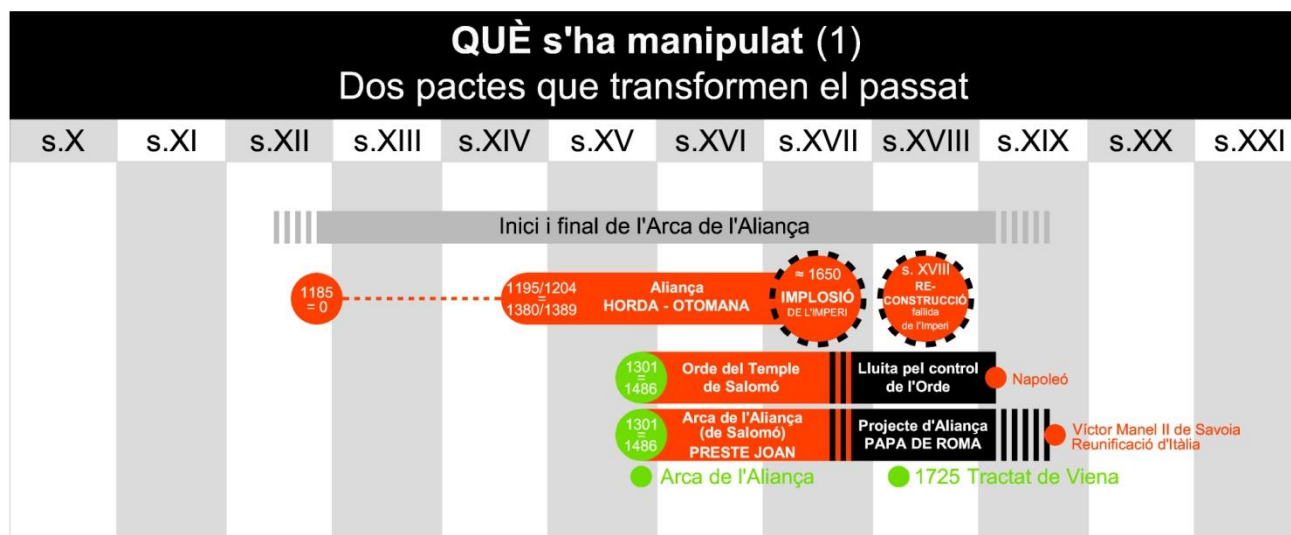 QUÈ s'ha manipulat (1)
Dos pactes que transformen el passat
s.X s.XI s.XII s.XIII s.XIV s.XV s.XVI s.XVII s.XVIII s.XIX s.XX s.XXI
Inici i final de l'Arca de l'Aliança
1185
= 0
1195/1204
=
1380/1389
Aliança
HORDA - OTOMANA
≈ 1650
IMPLOSIÓ
DE L'IMPERI
s. XVIII
RE-
CONSTRUCCIÓ
fallida
de l'Imperi
1301
=
1486
Orde del Temple
de Salomó
Lluita pel control
de l'Orde
Napoleó
1301
=
1486
Arca de l'Aliança
(de Salomó)
PRESTE JOAN
Projecte d'Aliança
PAPA DE ROMA
Víctor Manel II de Savoia
Reunificació d'Itàlia
Arca de l'Aliança
1725 Tractat de Viena